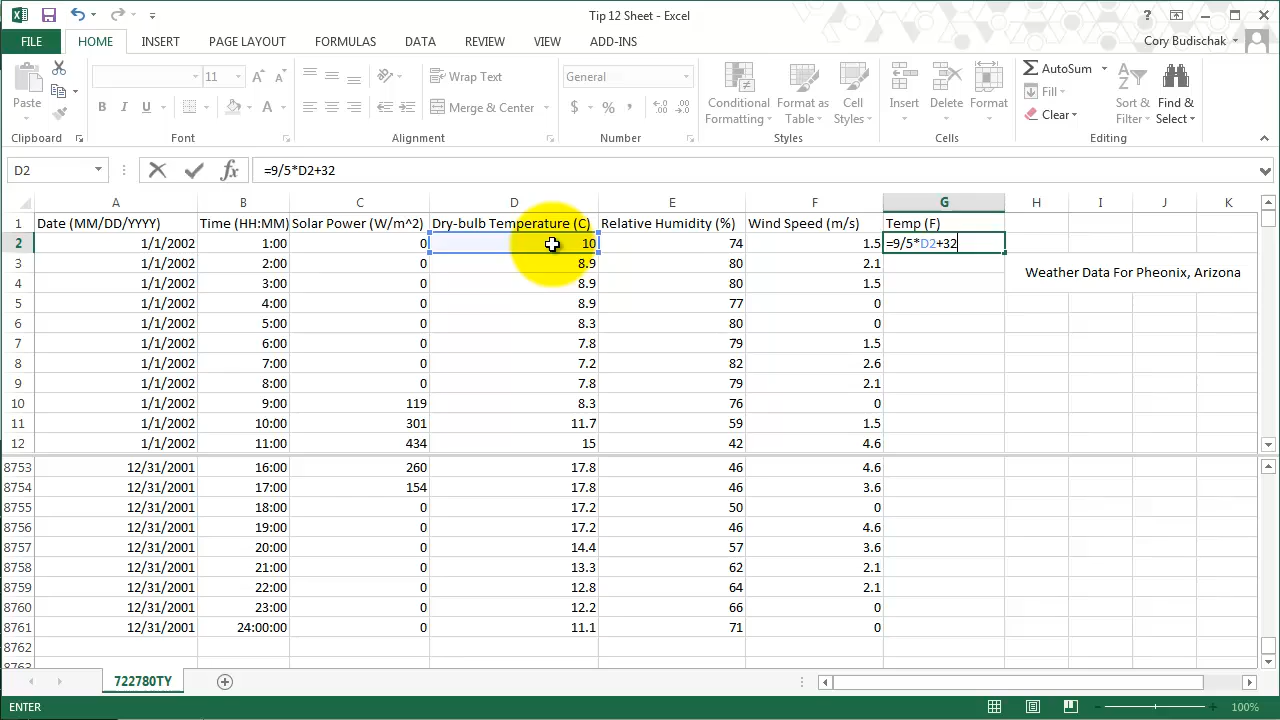 Tip 12 Sheet - Excel
?
FILE HOME INSERT PAGE LAYOUT FORMULAS DATA REVIEW VIEW ADD-INS Cory Budischak
Paste 11 A A Wrap Text General Conditional Formatting Format as Table Cell Styles Insert Delete Format AutoSum Sort & Filter Find & Select
B I U A Merge & Center $ % , Fill
Clear
Clipboard Font Alignment Number Styles Cells Editing
D2 fx =9/5*D2+32
A B C D E F G H I J K
1 Date (MM/DD/YYYY) Time (HH:MM) Solar Power (W/m^2) Dry-bulb Temperature (C) Relative Humidity (%) Wind Speed (m/s) Temp (F)
2 1/1/2002 1:00 0 10 74 1.5 =9/5*D2+32
3 1/1/2002 2:00 0 8.9 80 2.1
Weather Data For Pheonix, Arizona
4 1/1/2002 3:00 0 8.9 80 1.5
5 1/1/2002 4:00 0 8.9 77 0
6 1/1/2002 5:00 0 8.3 80 0
7 1/1/2002 6:00 0 7.8 79 1.5
8 1/1/2002 7:00 0 7.2 82 2.6
9 1/1/2002 8:00 0 7.8 79 2.1
10 1/1/2002 9:00 119 8.3 76 0
11 1/1/2002 10:00 301 11.7 59 1.5
12 1/1/2002 11:00 434 15 42 4.6
8753 12/31/2001 16:00 260 17.8 46 4.6
8754 12/31/2001 17:00 154 17.8 46 3.6
8755 12/31/2001 18:00 0 17.2 50 0
8756 12/31/2001 19:00 0 17.2 46 4.6
8757 12/31/2001 20:00 0 14.4 57 3.6
8758 12/31/2001 21:00 0 13.3 62 2.1
8759 12/31/2001 22:00 0 12.8 64 2.1
8760 12/31/2001 23:00 0 12.2 66 0
8761 12/31/2001 24:00:00 0 11.1 71 0
8762
8763
722780TY
ENTER 100%